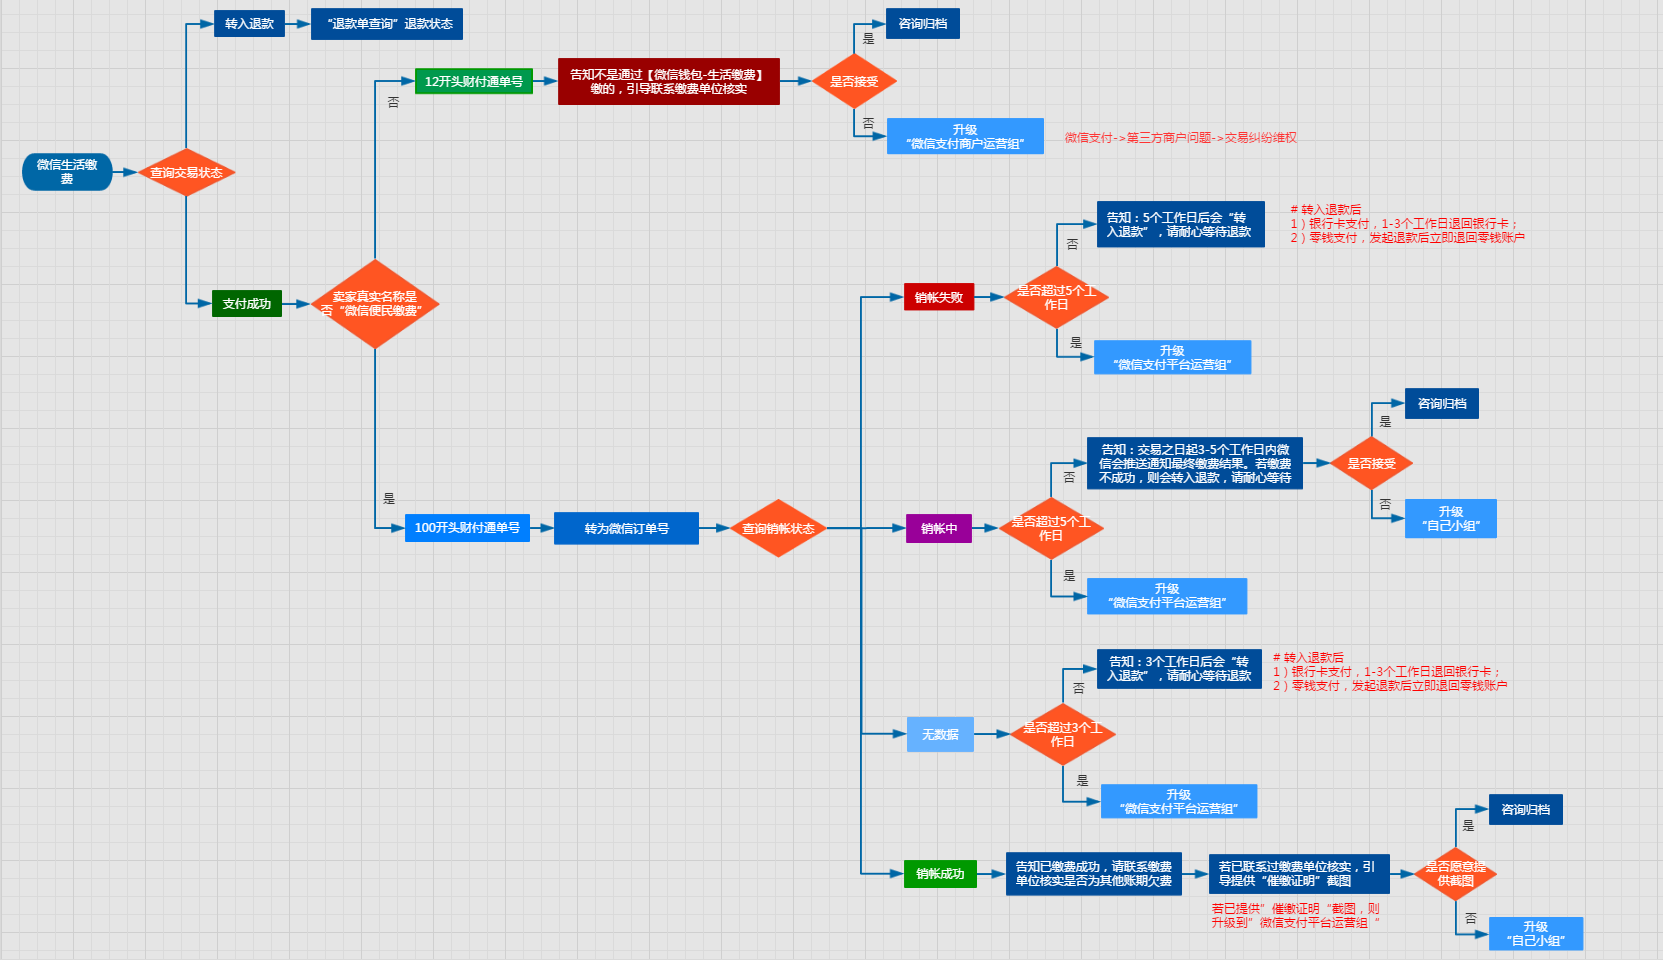 转入退款
“退款单查询”退款状态
咨询归档
是
12开头财付通单号
否
告知不是通过【微信钱包-生活缴费】
缴的，引导联系缴费单位核实
是否接受
否
升级
“微信支付商户运营组”
微信支付->第三方商户问题->交易纠纷维权
微信生活缴
费
查询交易状态
告知：5个工作日后会“转
入退款”，请耐心等待退款
# 转入退款后
1）银行卡支付，1-3个工作日退回银行卡；
2）零钱支付，发起退款后立即退回零钱账户
否
支付成功
卖家真实名称是
否“微信便民缴费”
销帐失败
是否超过5个工
作日
是
升级
“微信支付平台运营组”
咨询归档
是
告知：交易之日起3-5个工作日内微
信会推送通知最终缴费结果。若缴费
不成功，则会转入退款，请耐心等待
是否接受
否
否
升级
“自己小组”
是
100开头财付通单号
转为微信订单号
查询销帐状态
销帐中
是否超过5个工
作日
是
升级
“微信支付平台运营组”
告知：3个工作日后会“转
入退款”，请耐心等待退款
# 转入退款后
1）银行卡支付，1-3个工作日退回银行卡；
2）零钱支付，发起退款后立即退回零钱账户
否
无数据
是否超过3个工
作日
是
升级
“微信支付平台运营组”
咨询归档
是
销帐成功
告知已缴费成功，请联系缴费
单位核实是否为其他账期欠费
若已联系过缴费单位核实，引
导提供“催缴证明”截图
是否愿意提
供截图
若已提供”催缴证明“截图，则
升级到”微信支付平台运营组“
否
升级
“自己小组”